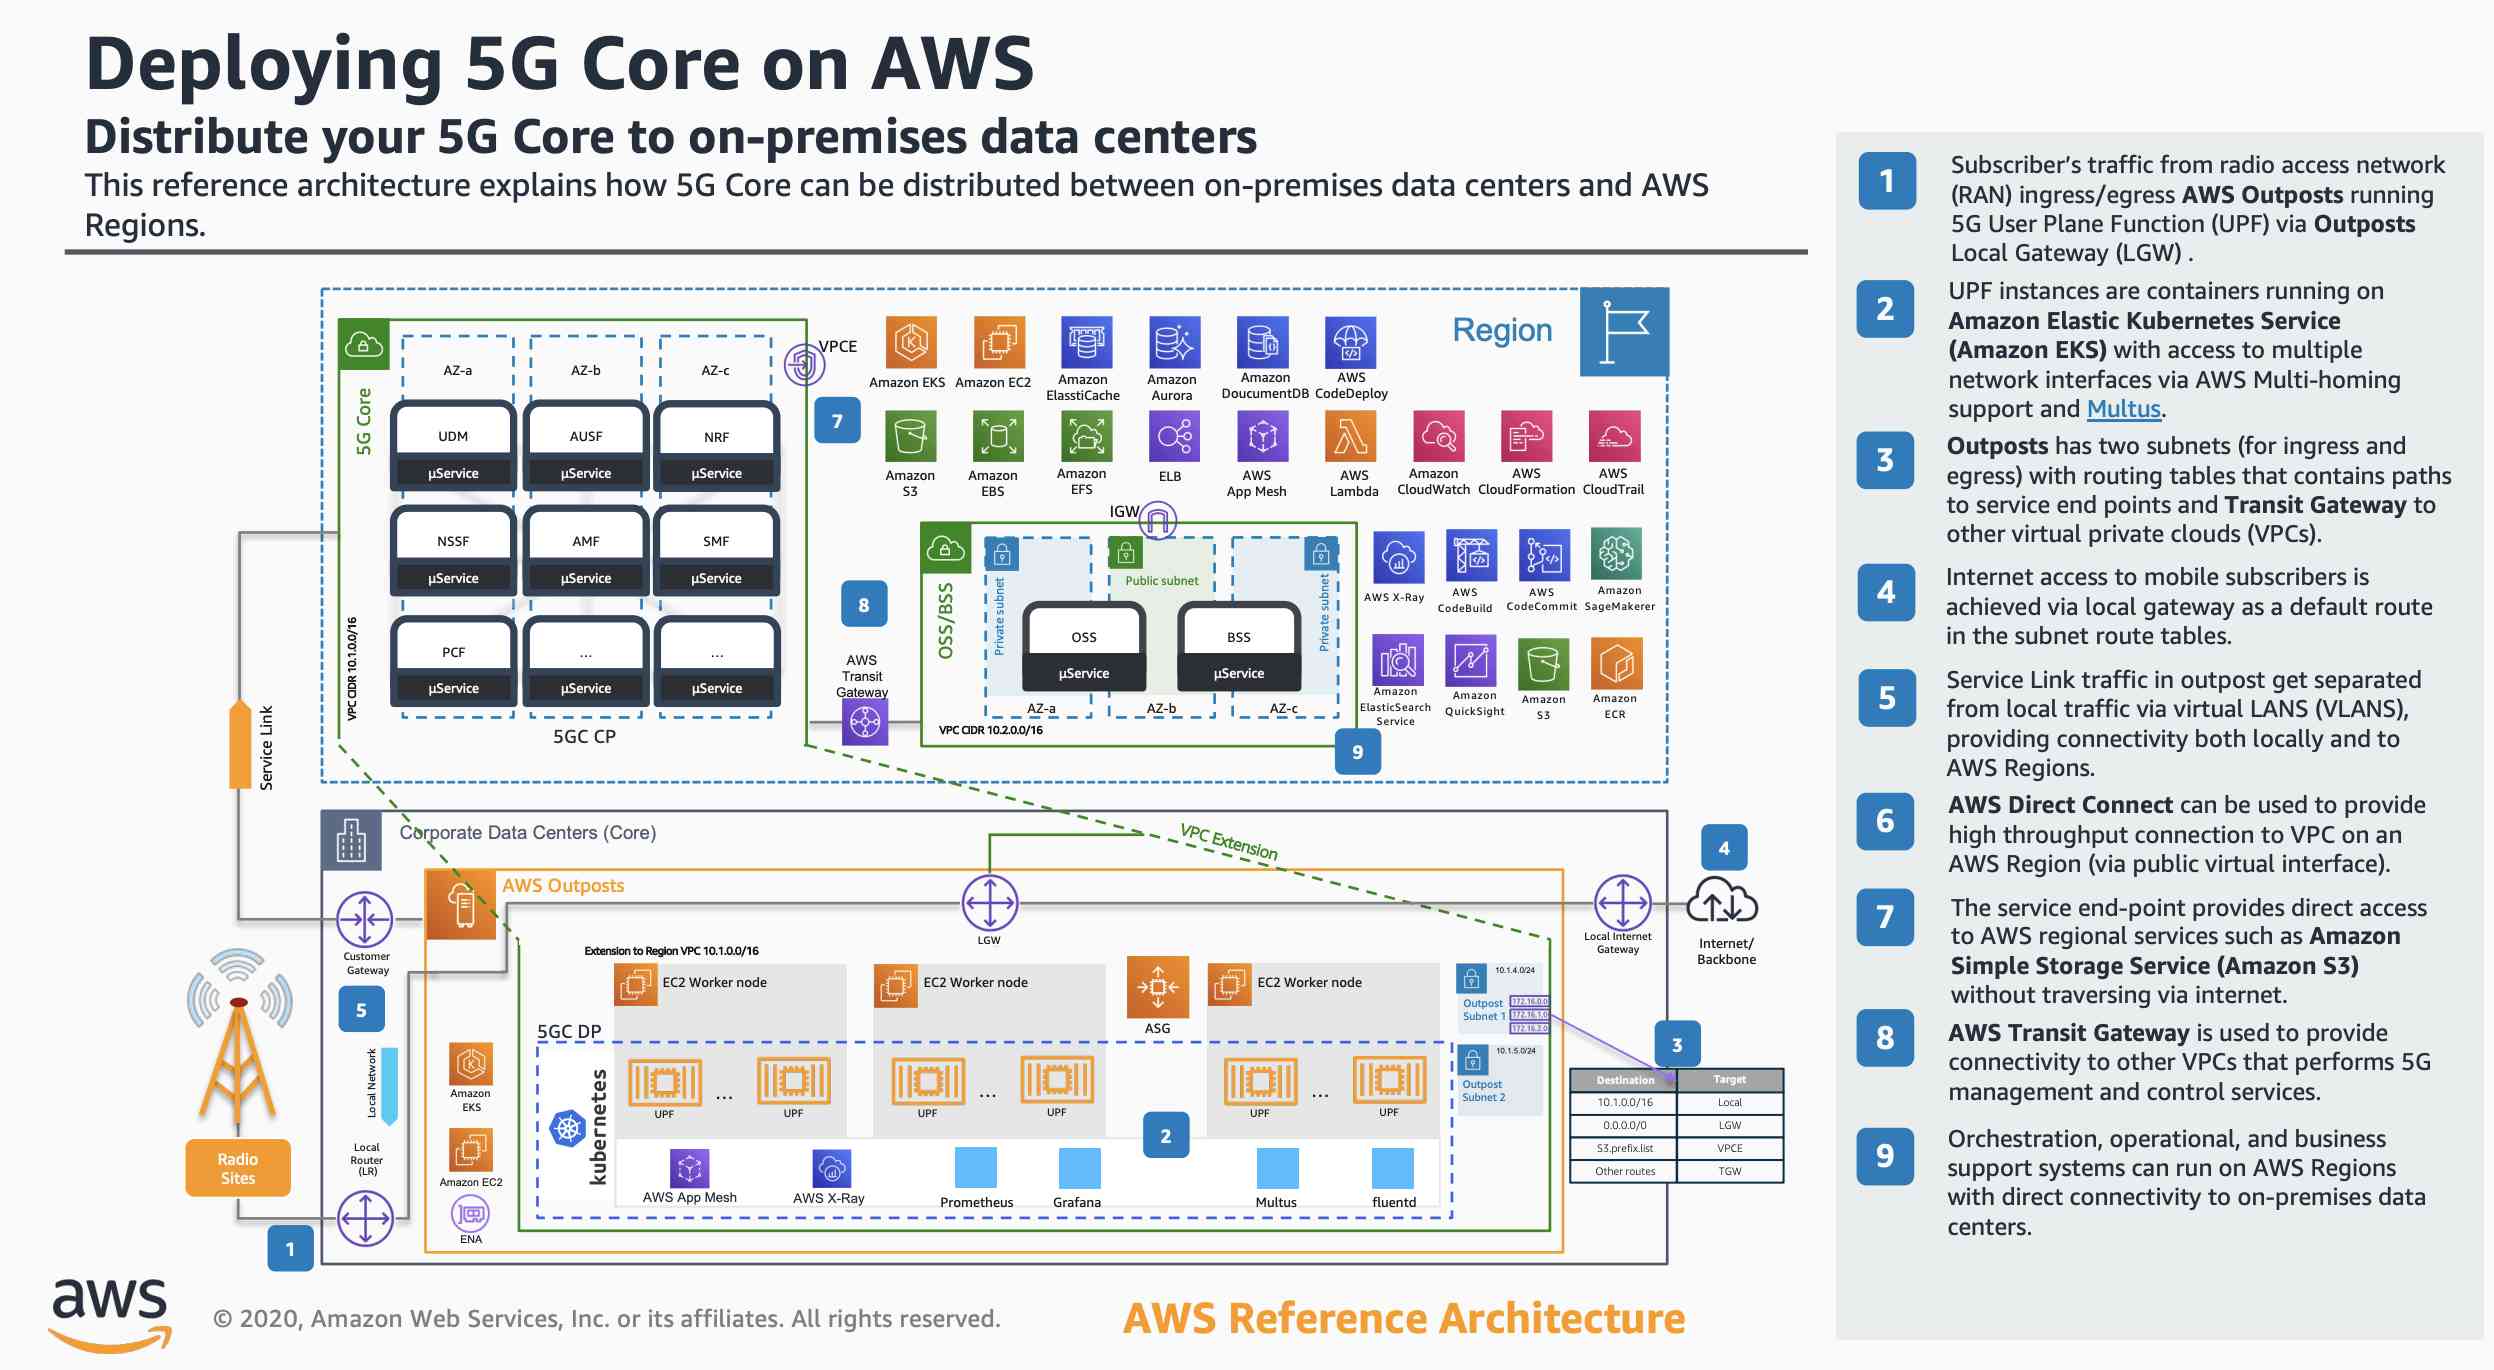 Deploying 5G Core on AWS
Distribute your 5G Core to on-premises data centers
This reference architecture explains how 5G Core can be distributed between on-premises data centers and AWS
Regions.
Region
VPCE
5G Core
AZ-a
AZ-b
AZ-c
UDM
µService
AUSF
µService
NRF
µService
NSSF
µService
AMF
µService
SMF
µService
PCF
µService
...
µService
...
µService
VPC CIDR 10.1.0.0/16
5GC CP
7
Amazon EKS
Amazon EC2
Amazon
ElasstiCache
Amazon
Aurora
Amazon
DoucumentDB
AWS
CodeDeploy
Amazon
S3
Amazon
EBS
Amazon
EFS
ELB
AWS
App Mesh
AWS
Lambda
Amazon
CloudWatch
AWS
CloudFormation
AWS
CloudTrail
IGW
8
AWS
Transit
Gateway
OSS/BSS
Private subnet
Public subnet
Private subnet
OSS
µService
BSS
µService
AZ-a
AZ-b
AZ-c
VPC CIDR 10.2.0.0/16
9
AWS X-Ray
AWS
CodeBuild
AWS
CodeCommit
Amazon
SageMakerer
Amazon
ElasticSearch
Service
Amazon
QuickSight
Amazon
S3
Amazon
ECR
Service Link
Corporate Data Centers (Core)
VPC Extension
4
AWS Outposts
Customer
Gateway
LGW
Local Internet
Gateway
Internet/
Backbone
5
Extension to Region VPC 10.1.0.0/16
EC2 Worker node
EC2 Worker node
ASG
EC2 Worker node
10.1.4.0/24
Outpost
Subnet 1
172.16.0.0
172.16.1.0
172.16.2.0
10.1.5.0/24
Outpost
Subnet 2
5GC DP
kubernetes
UPF
...
UPF
UPF
...
UPF
UPF
...
UPF
2
3
Destination Target
10.1.0.0/16 Local
0.0.0.0/0 LGW
S3.prefix.list VPCE
Other routes TGW
AWS App Mesh
AWS X-Ray
Prometheus
Grafana
Multus
fluentd
Local Network
Amazon
EKS
Amazon EC2
ENA
Local
Router
(LR)
Radio
Sites
1
aws
© 2020, Amazon Web Services, Inc. or its affiliates. All rights reserved.
AWS Reference Architecture
1
Subscriber's traffic from radio access network
(RAN) ingress/egress AWS Outposts running
5G User Plane Function (UPF) via Outposts
Local Gateway (LGW) .
2
UPF instances are containers running on
Amazon Elastic Kubernetes Service
(Amazon EKS) with access to multiple
network interfaces via AWS Multi-homing
support and Multus.
3
Outposts has two subnets (for ingress and
egress) with routing tables that contains paths
to service end points and Transit Gateway to
other virtual private clouds (VPCs).
4
Internet access to mobile subscribers is
achieved via local gateway as a default route
in the subnet route tables.
5
Service Link traffic in outpost get separated
from local traffic via virtual LANS (VLANS),
providing connectivity both locally and to
AWS Regions.
6
AWS Direct Connect can be used to provide
high throughput connection to VPC on an
AWS Region (via public virtual interface).
7
The service end-point provides direct access
to AWS regional services such as Amazon
Simple Storage Service (Amazon S3)
without traversing via internet.
8
AWS Transit Gateway is used to provide
connectivity to other VPCs that performs 5G
management and control services.
9
Orchestration, operational, and business
support systems can run on AWS Regions
with direct connectivity to on-premises data
centers.